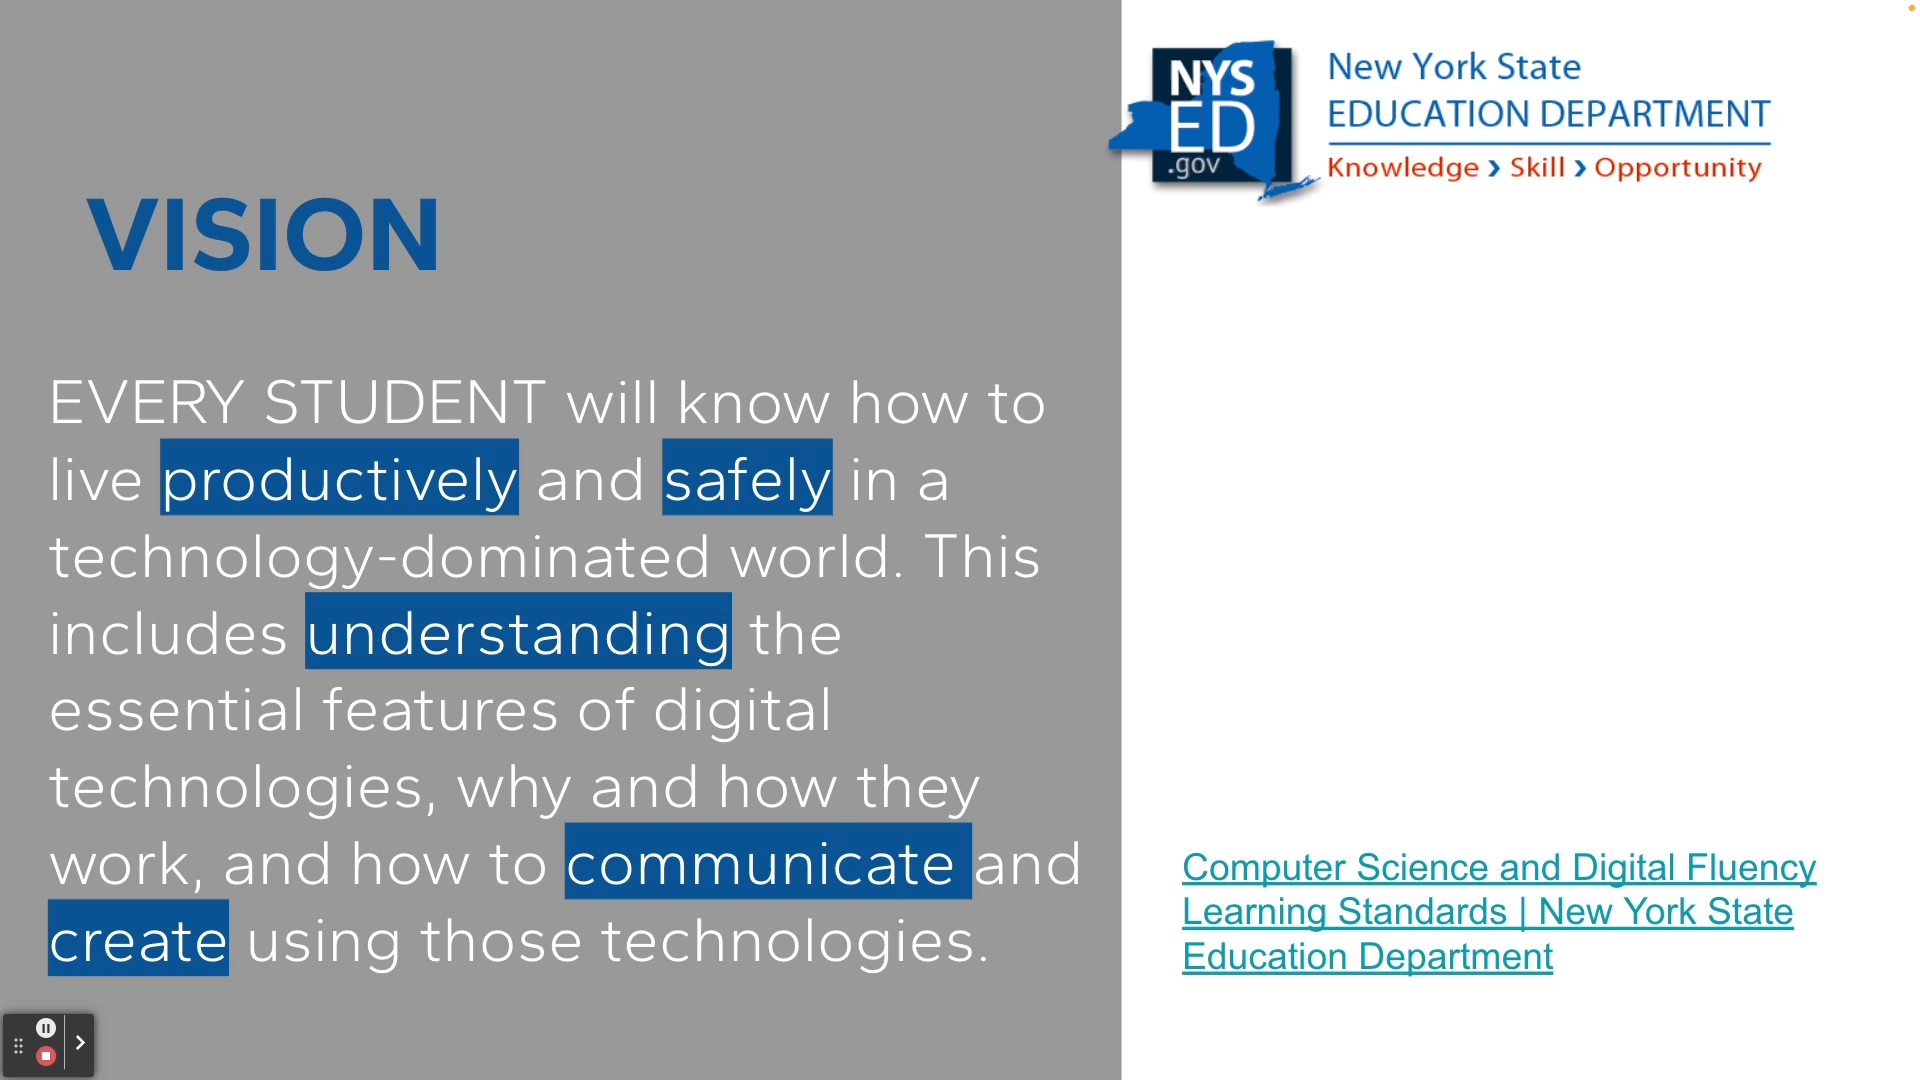 VISION
EVERY STUDENT will know how to
live productively and safely in a
technology-dominated world. This
includes understanding the
essential features of digital
technologies, why and how they
work, and how to communicate and
create using those technologies.
NYS
ED
.gov
New York State
EDUCATION DEPARTMENT
Knowledge › Skill › Opportunity
Computer Science and Digital Fluency
Learning Standards | New York State
Education Department